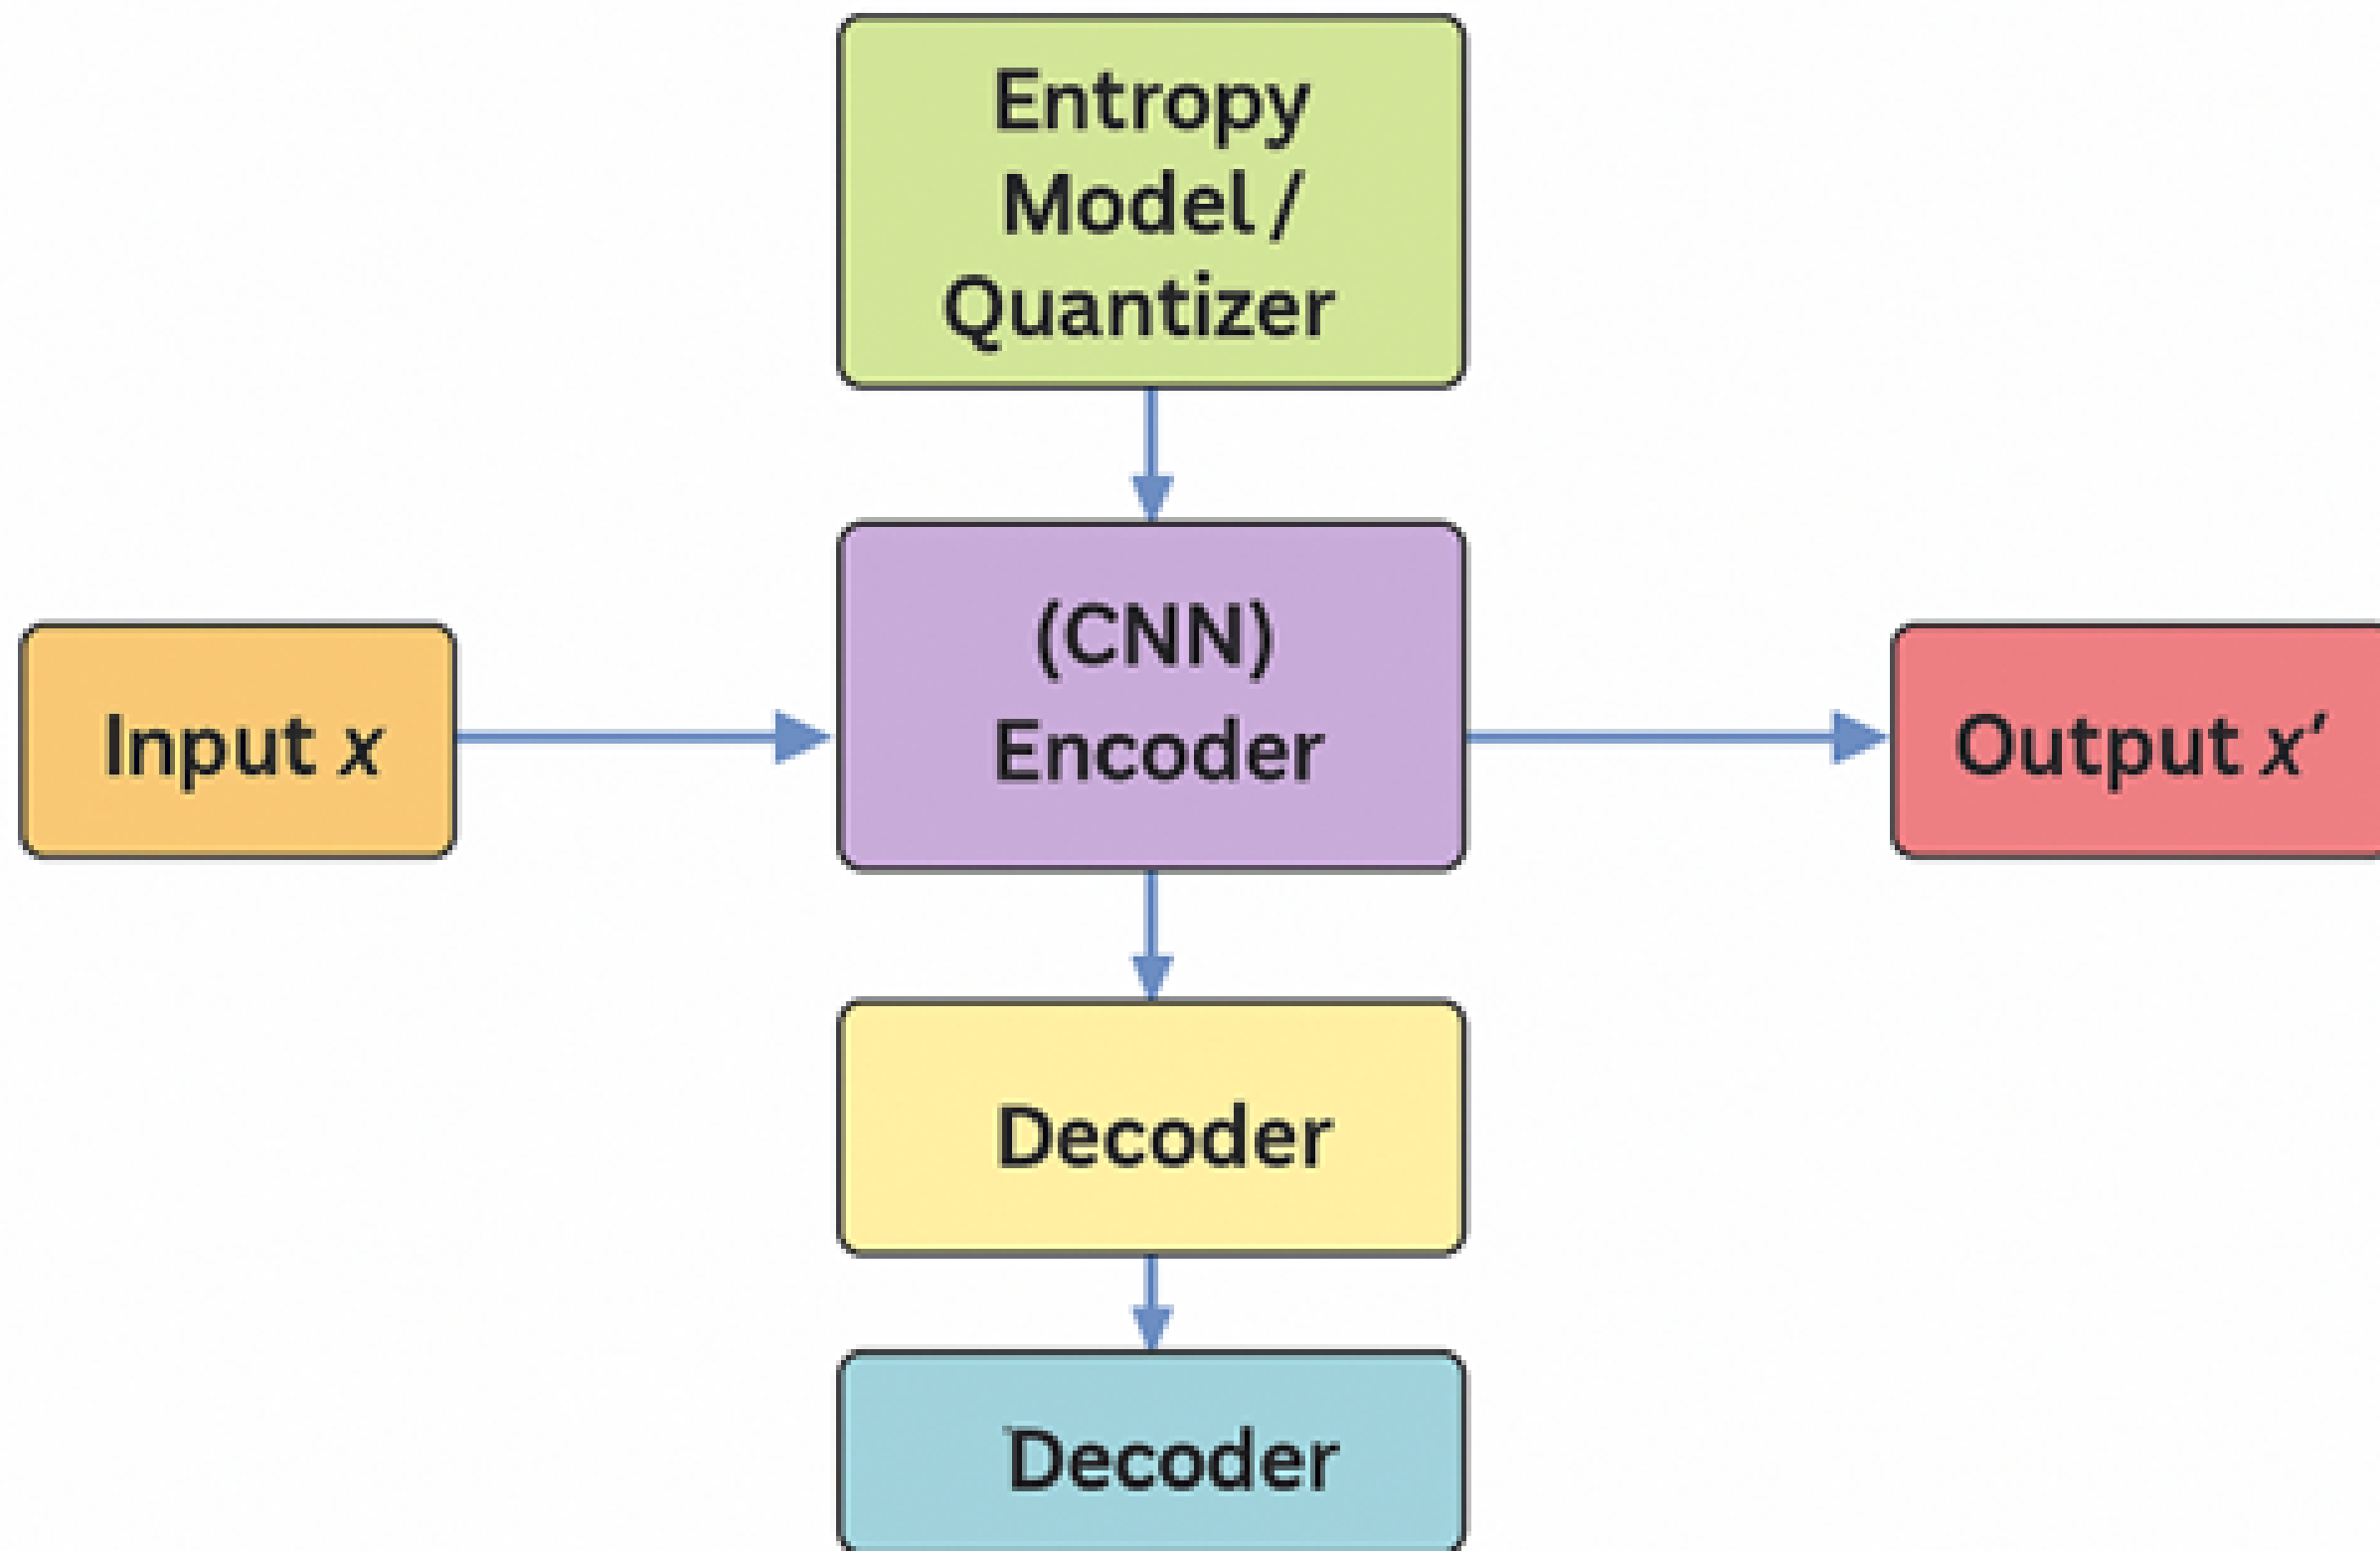 Entropy
Model /
Quantizer
(CNN)
Encoder
Input x
Output x′
Decoder
Decoder